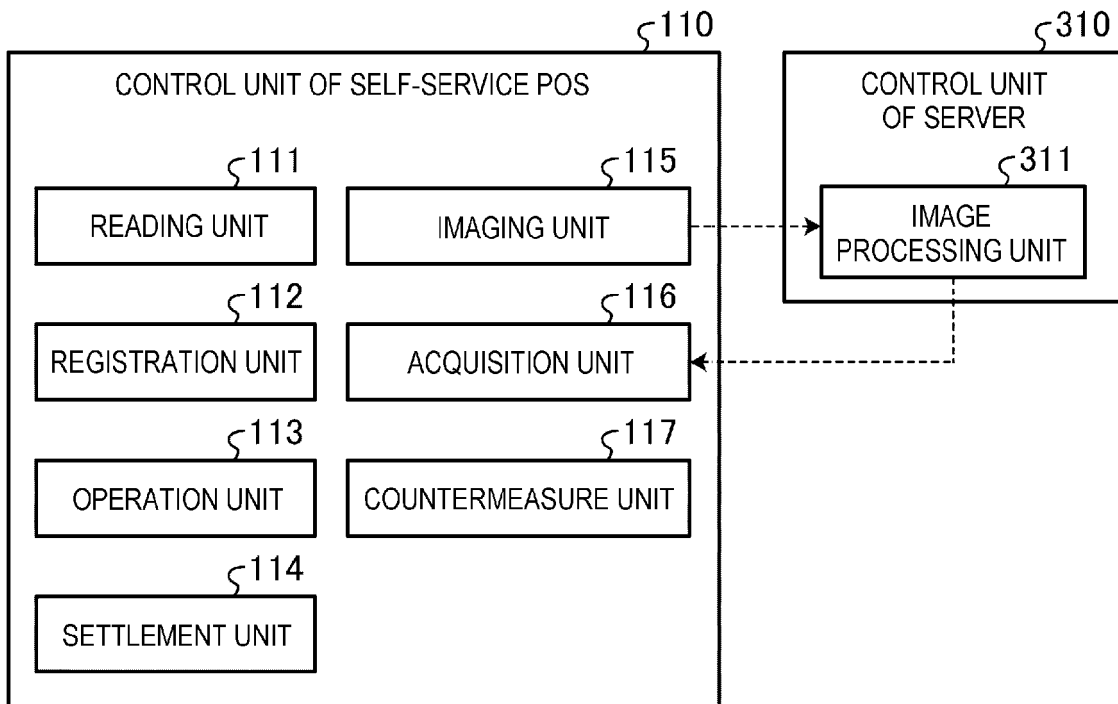 110
CONTROL UNIT OF SELF-SERVICE POS
111
READING UNIT
112
REGISTRATION UNIT
113
OPERATION UNIT
114
SETTLEMENT UNIT
115
IMAGING UNIT
116
ACQUISITION UNIT
117
COUNTERMEASURE UNIT
310
CONTROL UNIT
OF SERVER
311
IMAGE
PROCESSING UNIT